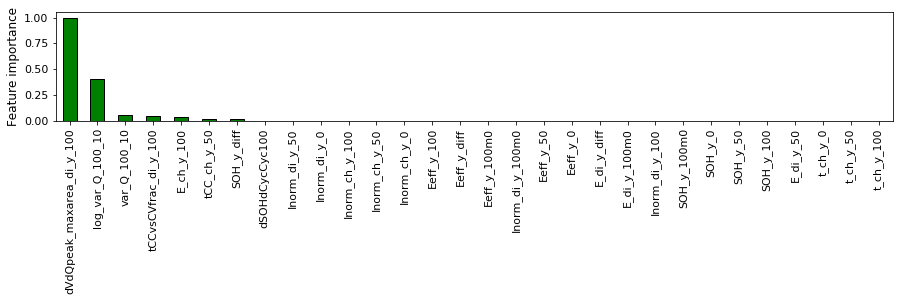 Feature importance
1.00
0.75
0.50
0.25
0.00
dVdQpeak_maxarea_di_y_100
log_var_Q_100_10
var_Q_100_10
tCCvsCVfrac_di_y_100
E_ch_y_100
tCC_ch_y_50
SOH_y_diff
dSOHdCycCyc100
Inorm_di_y_50
Inorm_di_y_0
Inorm_ch_y_100
Inorm_ch_y_50
Inorm_ch_y_0
Eeff_y_100
Eeff_y_diff
Eeff_y_100m0
Inorm_di_y_100m0
Eeff_y_50
Eeff_y_0
E_di_y_diff
E_di_y_100m0
Inorm_di_y_100
SOH_y_100m0
SOH_y_0
SOH_y_50
SOH_y_100
E_di_y_50
t_ch_y_0
t_ch_y_50
t_ch_y_100